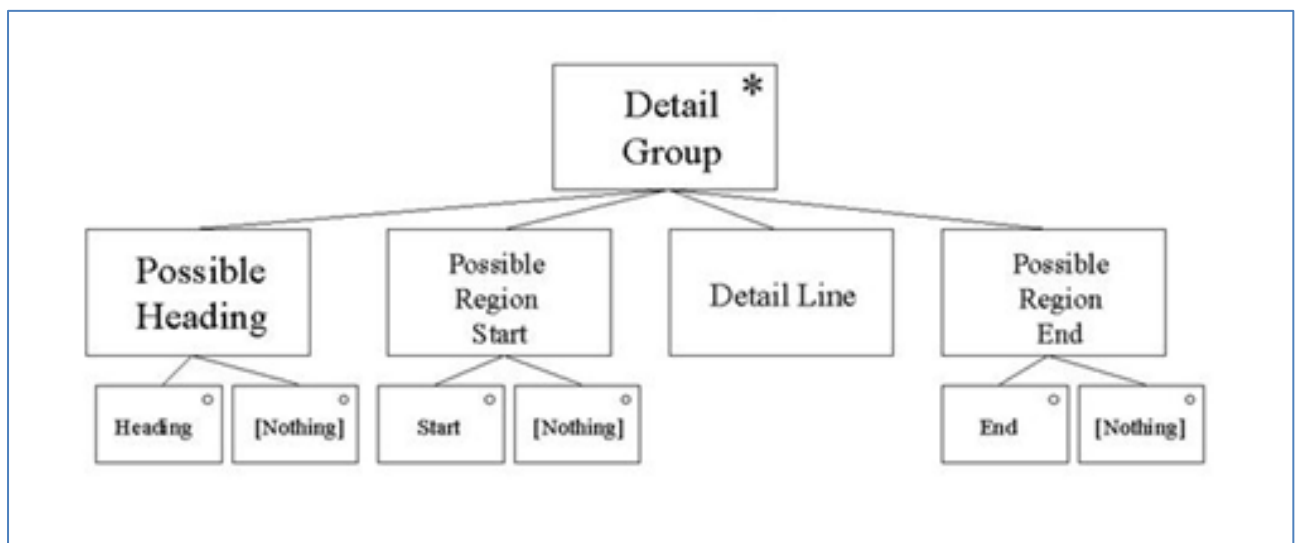 Detail *
Group
Possible
Heading
Possible
Region
Start
Detail Line
Possible
Region
End
Heading
[Nothing]
Start
[Nothing]
End
[Nothing]